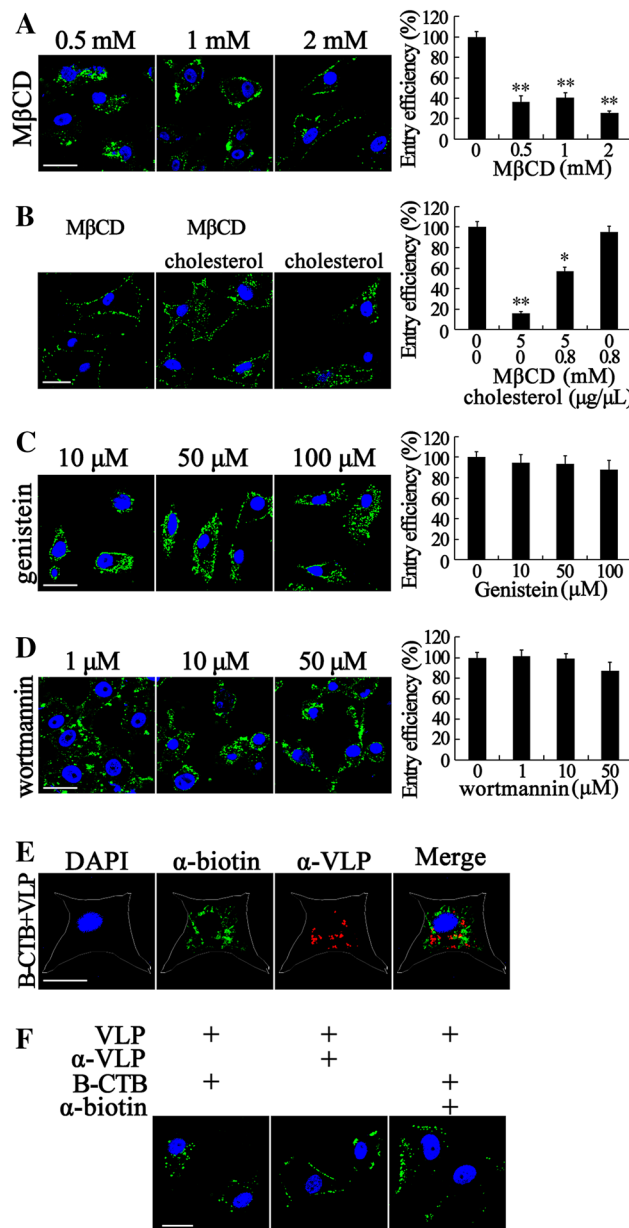 A
0.5 mM 1 mM 2 mM
MβCD
Entry efficiency (%)
120
100
80
60
40
20
0
** ** **
0 0.5 1 2
MβCD (mM)
B
MβCD MβCD
cholesterol cholesterol
Entry efficiency (%)
120
100
80
60
40
20
0
** *
0 5 5 0
0 0 0.8 0.8
MβCD (mM)
cholesterol (μg/μL)
C
10 μM 50 μM 100 μM
genistein
Entry efficiency (%)
120
100
80
60
40
20
0
0 10 50 100
Genistein(μM)
D
1 μM 10 μM 50 μM
wortmannin
Entry efficiency (%)
120
100
80
60
40
20
0
0 1 10 50
wortmannin(μM)
E
DAPI α-biotin α-VLP Merge
B-CTB+VLP
F
VLP + + +
α-VLP +
B-CTB + +
α-biotin +